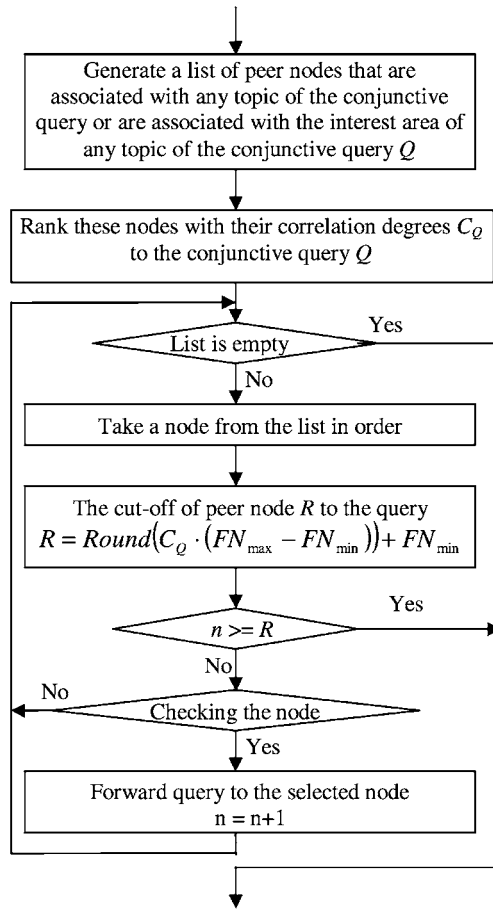 Generate a list of peer nodes that are
associated with any topic of the conjunctive
query or are associated with the interest area of
any topic of the conjunctive query Q
Rank these nodes with their correlation degrees C_Q
to the conjunctive query Q
Yes
List is empty
No
Take a node from the list in order
The cut-off of peer node R to the query
R = Round(C_Q · (FN_max − FN_min)) + FN_min
Yes
n >= R
No
No
Checking the node
Yes
Forward query to the selected node
n = n+1